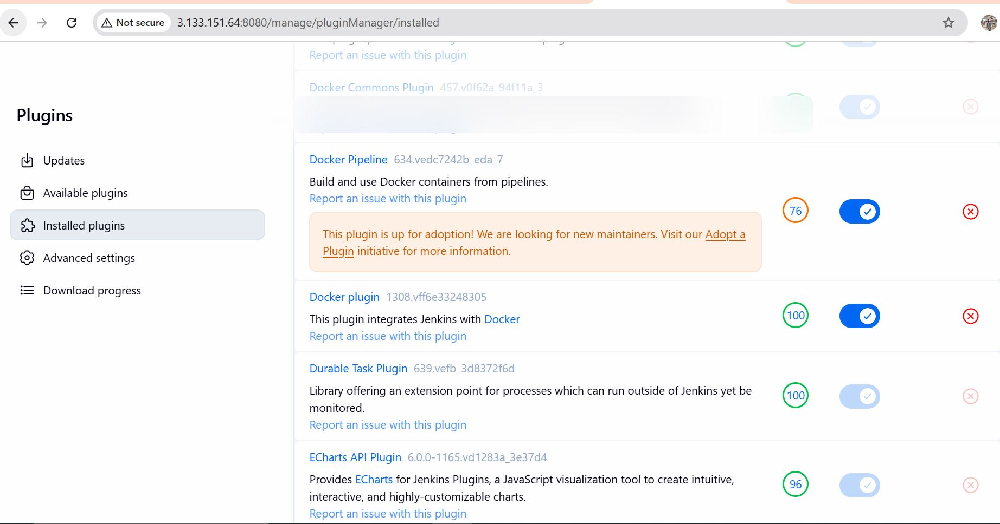 Not secure 3.133.151.64:8080/manage/pluginManager/installed
Plugins
Updates
Available plugins
Installed plugins
Advanced settings
Download progress
Report an issue with this plugin
Docker Commons Plugin 457.v0f62a_94f11a_3
Docker Pipeline 634.vedc7242b_eda_7
Build and use Docker containers from pipelines.
Report an issue with this plugin
This plugin is up for adoption! We are looking for new maintainers. Visit our Adopt a
Plugin initiative for more information.
76
Docker plugin 1308.vff6e33248305
This plugin integrates Jenkins with Docker
Report an issue with this plugin
100
Durable Task Plugin 639.vefb_3d8372f6d
Library offering an extension point for processes which can run outside of Jenkins yet be
monitored.
Report an issue with this plugin
100
ECharts API Plugin 6.0.0-1165.vd1283a_3e37d4
Provides ECharts for Jenkins Plugins, a JavaScript visualization tool to create intuitive,
interactive, and highly-customizable charts.
Report an issue with this plugin
96